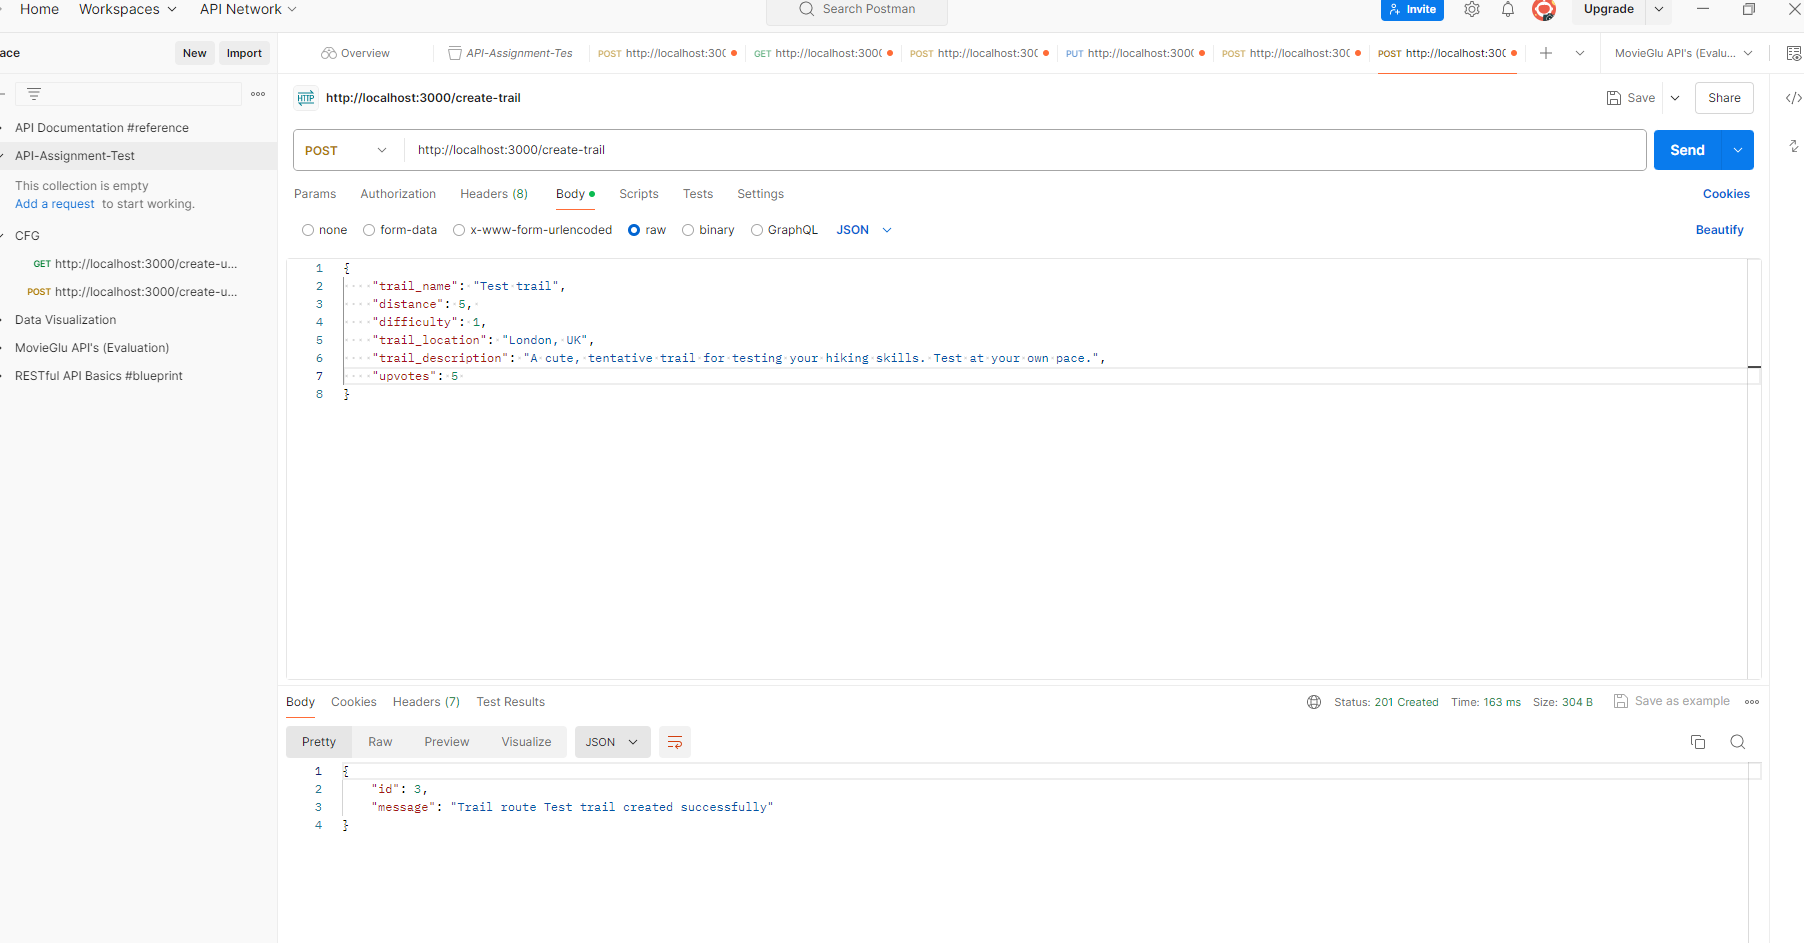 Home Workspaces API Network Search Postman Invite Upgrade
ace New Import Overview API-Assignment-Tes POST http://localhost:300 GET http://localhost:300 POST http://localhost:300 PUT http://localhost:300 POST http://localhost:300 POST http://localhost:300 MovieGlu API's (Evalu...
HTTP http://localhost:3000/create-trail Save Share
API Documentation #reference
API-Assignment-Test
This collection is empty
Add a request to start working.
CFG
GET http://localhost:3000/create-u...
POST http://localhost:3000/create-u...
Data Visualization
MovieGlu API's (Evaluation)
RESTful API Basics #blueprint
POST http://localhost:3000/create-trail Send
Params Authorization Headers (8) Body Scripts Tests Settings Cookies
none form-data x-www-form-urlencoded raw binary GraphQL JSON Beautify
1 {
2 "trail_name": "Test trail",
3 "distance": 5,
4 "difficulty": 1,
5 "trail_location": "London, UK",
6 "trail_description": "A cute, tentative trail for testing your hiking skills. Test at your own pace.",
7 "upvotes": 5
8 }
Body Cookies Headers (7) Test Results Status: 201 Created Time: 163 ms Size: 304 B Save as example
Pretty Raw Preview Visualize JSON
1 {
2 "id": 3,
3 "message": "Trail route Test trail created successfully"
4 }